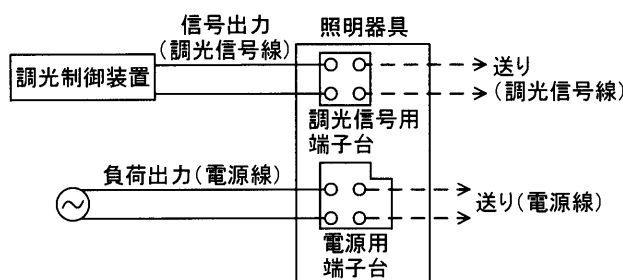 信号出力
(調光信号線)
照明器具
調光制御装置
送り
(調光信号線)
調光信号用
端子台
負荷出力(電源線)
送り(電源線)
電源用
端子台